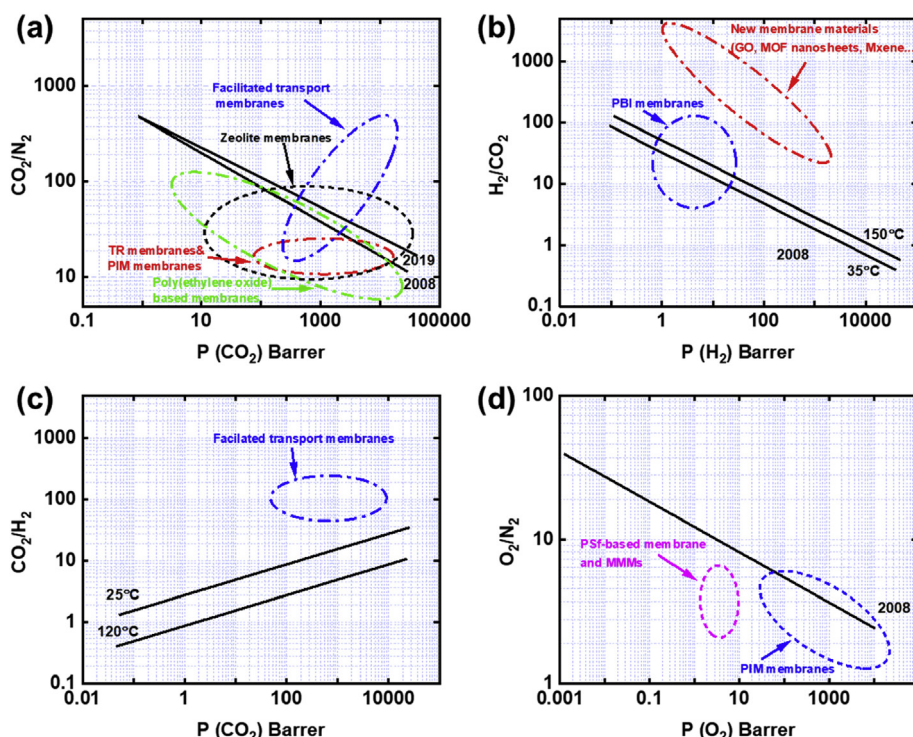 (a)
CO₂/N₂
1000
100
10
Facilitated transport
membranes
Zeolite membranes
TR membranes&
PIM membranes
Poly(ethylene oxide)
based membranes
2019
2008
0.1
10
1000
100000
P (CO₂) Barrer
(b)
H₂/CO₂
1000
100
10
1
0.1
New membrane materials
(GO, MOF nanosheets, Mxene...
PBI membranes
150°C
2008
35°C
0.1
1
100
10000
P (H₂) Barrer
(c)
CO₂/H₂
1000
100
10
1
0.1
Facilated transport membranes
25°C
120°C
0.01
1
100
10000
P (CO₂) Barrer
(d)
O₂/N₂
100
10
1
PSf-based membrane
and MMMs
2008
PIM membranes
0.001
0.1
10
1000
100000
P (O₂) Barrer